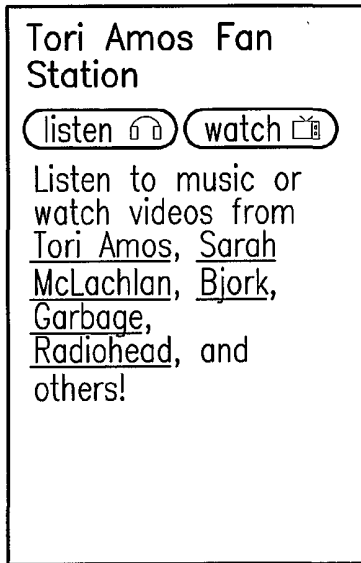 Tori Amos Fan
Station
listen watch
Listen to music or
watch videos from
Tori Amos, Sarah
McLachlan, Bjork,
Garbage,
Radiohead, and
others!